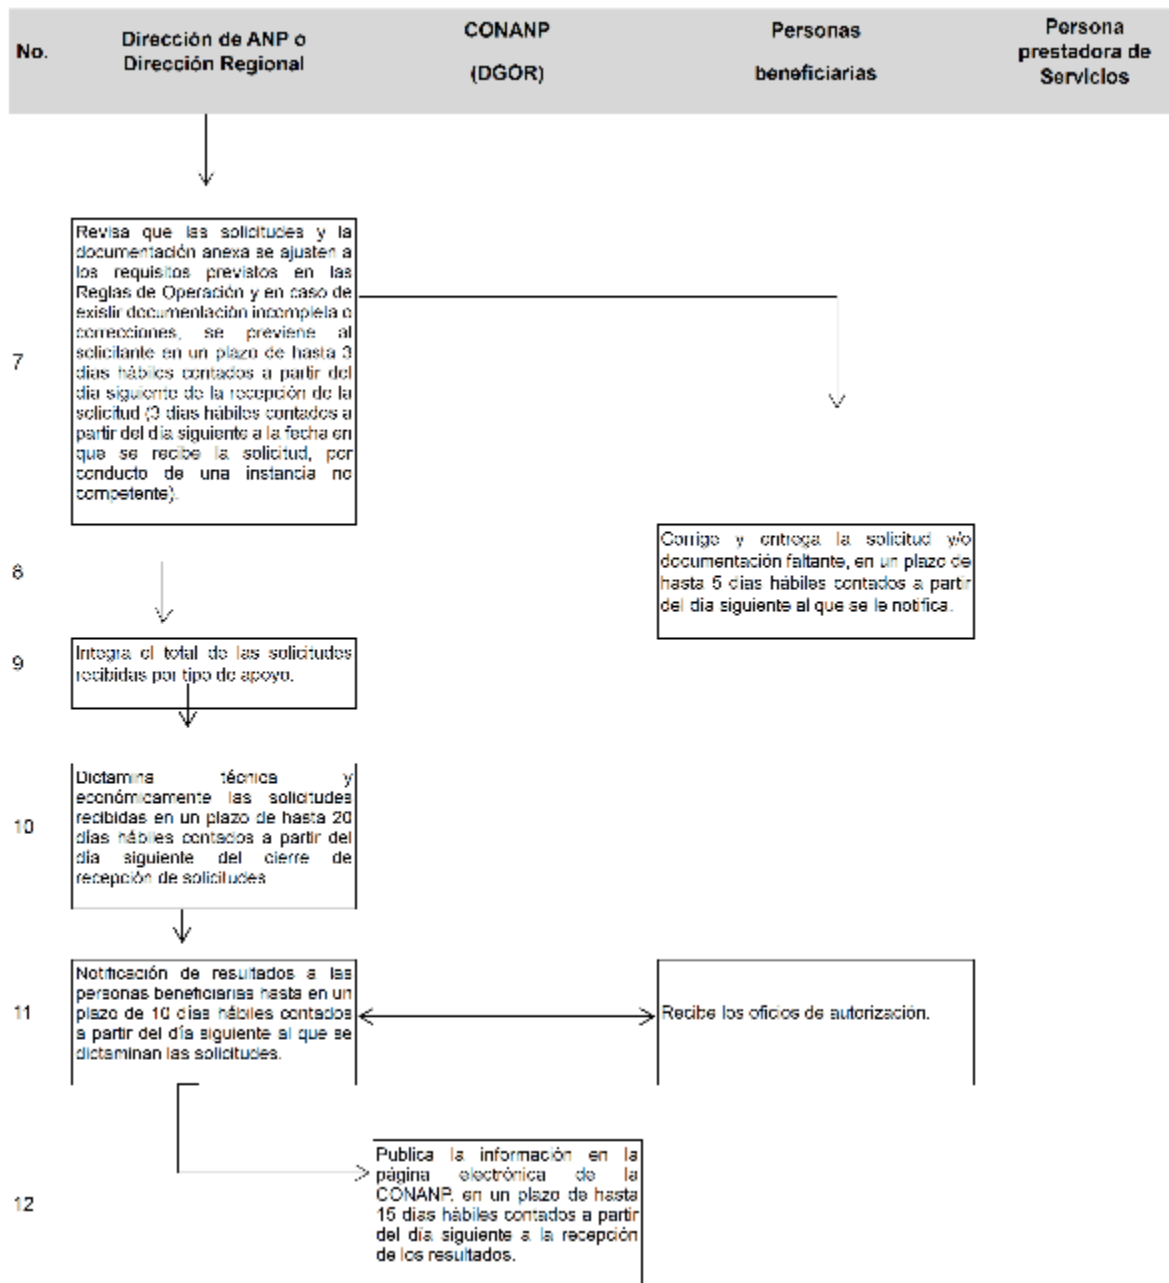 No.
Dirección de ANP o
Dirección Regional
CONANP
(DGOR)
Personas
beneficiarias
Persona
prestadora de
Servicios
7
Revisa que las solicitudes y la
documentación anexa se ajusten a
los requisitos previstos en las
Reglas de Operación y en caso de
existir documentación incompleta o
correcciones, se previene al
solicitante en un plazo de hasta 3
días hábiles contados a partir del
día siguiente de la recepción de la
solicitud (3 días hábiles contados a
partir del día siguiente a la fecha en
que se recibe la solicitud, por
conducto de una instancia no
competente).
8
Corrige y entrega la solicitud y/o
documentación faltante, en un plazo de
hasta 5 días hábiles contados a partir
del día siguiente al que se le notifica.
9
Integra el total de las solicitudes
recibidas por tipo de apoyo.
10
Dictamina técnica y
económicamente las solicitudes
recibidas en un plazo de hasta 20
días hábiles contados a partir del
día siguiente del cierre de
recepción de solicitudes
11
Notificación de resultados a las
personas beneficiarias hasta en un
plazo de 10 días hábiles contados
a partir del día siguiente al que se
dictaminan las solicitudes.
Recibe los oficios de autorización.
12
Publica la información en la
página electrónica de la
CONANP, en un plazo de hasta
15 días hábiles contados a partir
del día siguiente a la recepción
de los resultados.